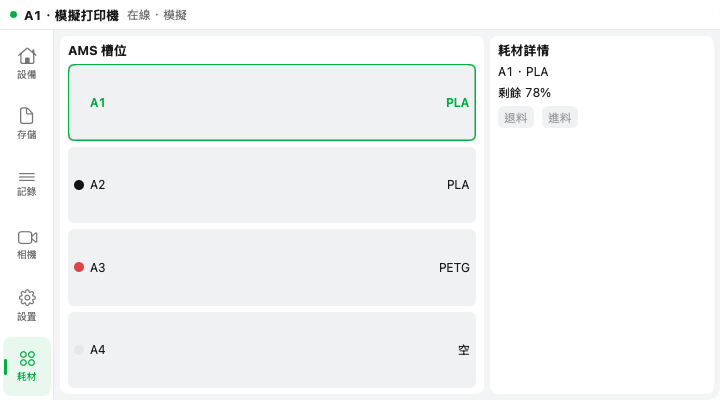 A1 · 模擬打印機 在線 · 模擬
設備
存儲
記錄
相機
設置
耗材
AMS 槽位
A1 PLA
A2 PLA
A3 PETG
A4 空
耗材詳情
A1 · PLA
剩餘 78%
退料 進料